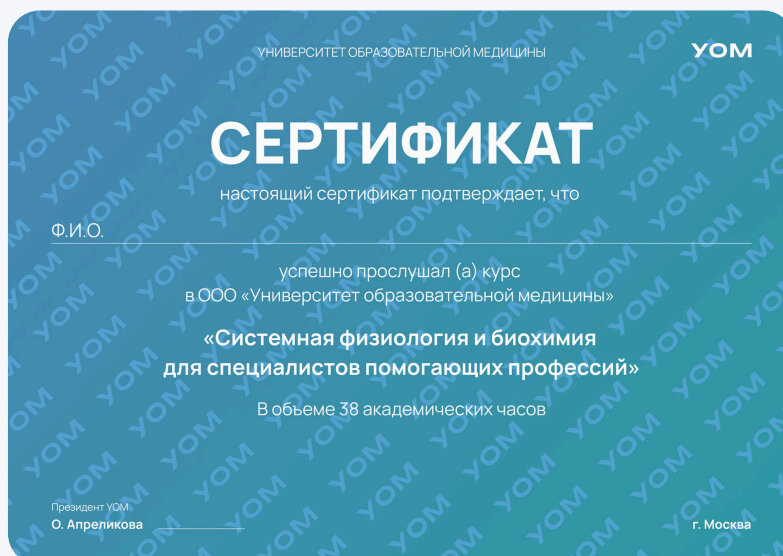 УНИВЕРСИТЕТ ОБРАЗОВАТЕЛЬНОЙ МЕДИЦИНЫ
УОМ
СЕРТИФИКАТ
настоящий сертификат подтверждает, что
Ф.И.О.
успешно прослушал (а) курс
в ООО «Университет образовательной медицины»
«Системная физиология и биохимия
для специалистов помогающих профессий»
В объеме 38 академических часов
Президент УОМ
О. Апреликова
г. Москва